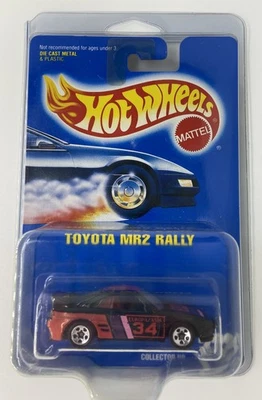 Not recommended for ages under 3.
DIE CAST METAL
& PLASTIC
HOT WHEELS
MATTEL
TOYOTA MR2 RALLY
34
COLLECTOR